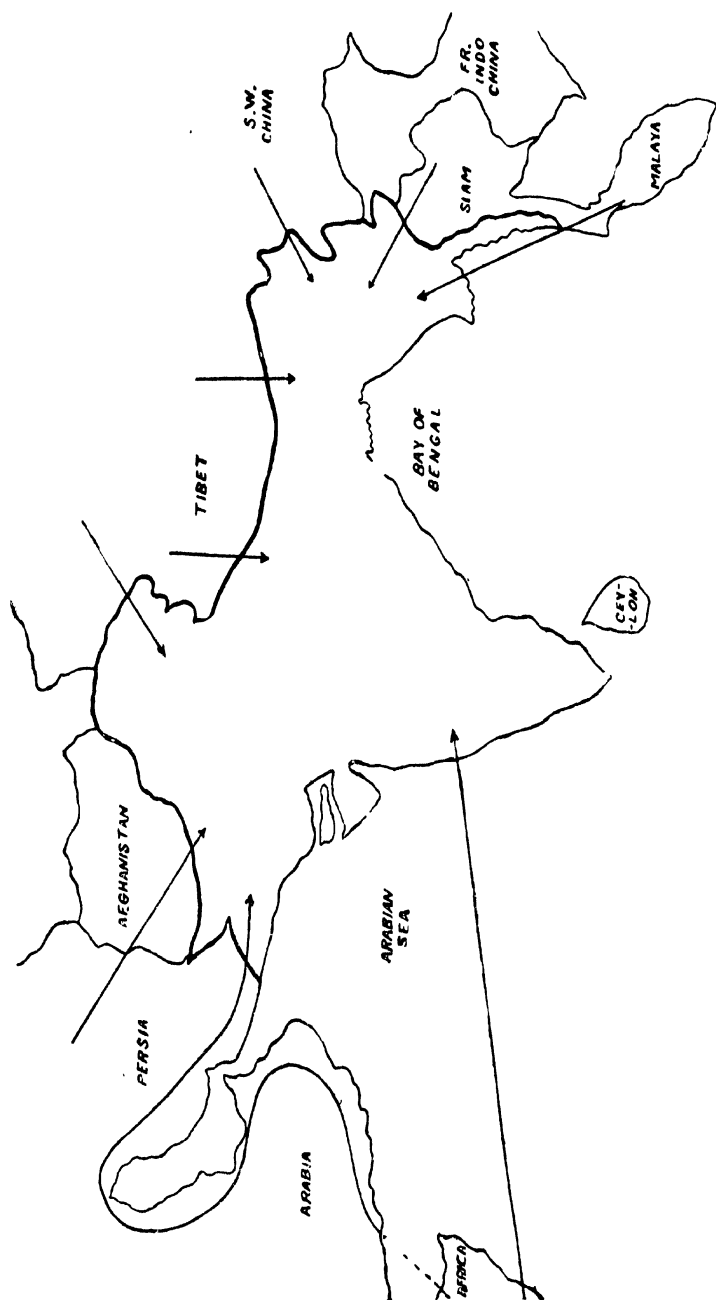 S.W.
CHINA
FR.
INDO
CHINA
SIAM
MALAYA
TIBET
BAY OF
BENGAL
CEY-
-LON
AFGHANISTAN
ARABIAN
SEA
PERSIA
ARABIA
AFRICA